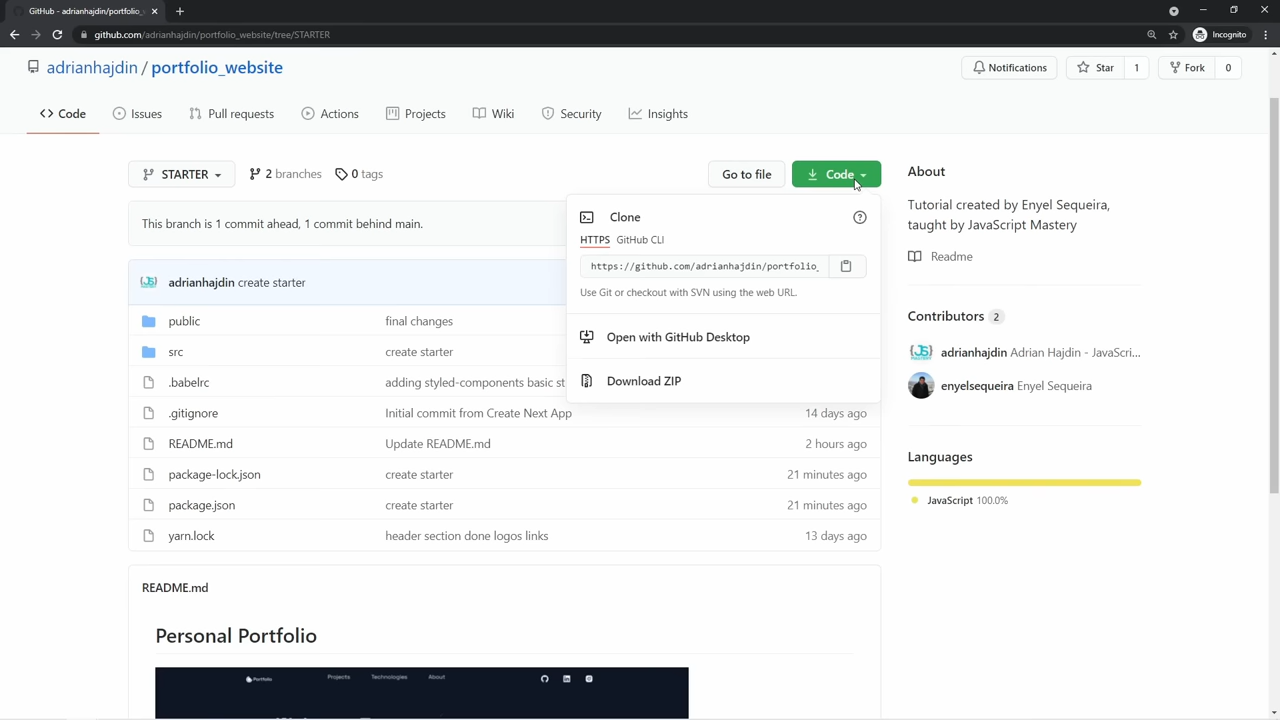 GitHub - adrianhajdin/portfolio_
github.com/adrianhajdin/portfolio_website/tree/STARTER
Incognito
adrianhajdin / portfolio_website
Notifications
Star 1
Fork 0
Code
Issues
Pull requests
Actions
Projects
Wiki
Security
Insights
STARTER
2 branches
0 tags
Go to file
Code
This branch is 1 commit ahead, 1 commit behind main.
Clone
HTTPS GitHub CLI
https://github.com/adrianhajdin/portfolio_
Use Git or checkout with SVN using the web URL.
Open with GitHub Desktop
Download ZIP
adrianhajdin create starter
public final changes
src create starter
.babelrc adding styled-components basic st
.gitignore Initial commit from Create Next App 14 days ago
README.md Update README.md 2 hours ago
package-lock.json create starter 21 minutes ago
package.json create starter 21 minutes ago
yarn.lock header section done logos links 13 days ago
README.md
Personal Portfolio
Portfolio Projects Technologies About
About
Tutorial created by Enyel Sequeira,
taught by JavaScript Mastery
Readme
Contributors 2
adrianhajdin Adrian Hajdin - JavaScri...
enyelsequeira Enyel Sequeira
Languages
JavaScript 100.0%